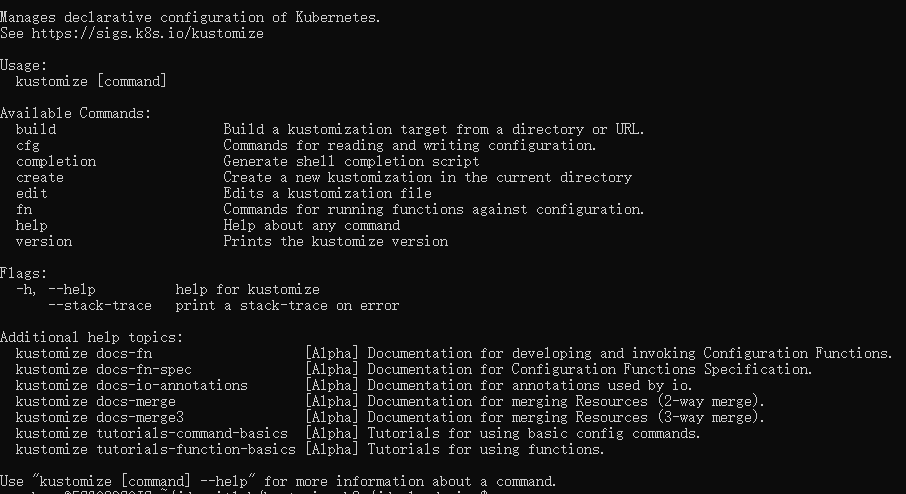 Manages declarative configuration of Kubernetes.
See https://sigs.k8s.io/kustomize
Usage:
kustomize [command]
Available Commands:
build Build a kustomization target from a directory or URL.
cfg Commands for reading and writing configuration.
completion Generate shell completion script
create Create a new kustomization in the current directory
edit Edits a kustomization file
fn Commands for running functions against configuration.
help Help about any command
version Prints the kustomize version
Flags:
-h, --help help for kustomize
--stack-trace print a stack-trace on error
Additional help topics:
kustomize docs-fn [Alpha] Documentation for developing and invoking Configuration Functions.
kustomize docs-fn-spec [Alpha] Documentation for Configuration Functions Specification.
kustomize docs-io-annotations [Alpha] Documentation for annotations used by io.
kustomize docs-merge [Alpha] Documentation for merging Resources (2-way merge).
kustomize docs-merge3 [Alpha] Documentation for merging Resources (3-way merge).
kustomize tutorials-command-basics [Alpha] Tutorials for using basic config commands.
kustomize tutorials-function-basics [Alpha] Tutorials for using functions.
Use "kustomize [command] --help" for more information about a command.